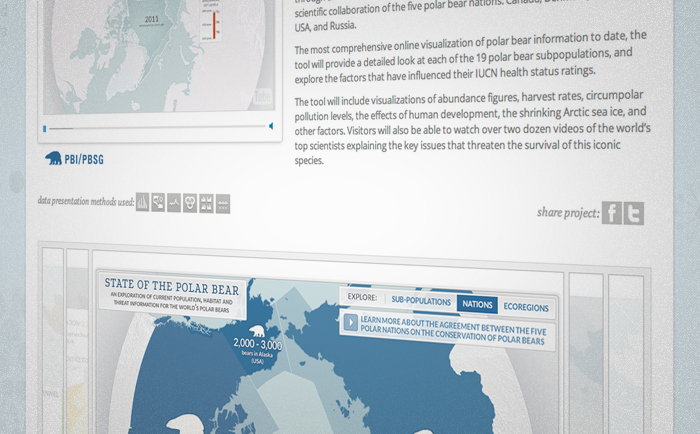 2011
scientific collaboration of the five polar bear nations: Canada,
USA, and Russia.
The most comprehensive online visualization of polar bear information to date, the
tool will provide a detailed look at each of the 19 polar bear subpopulations, and
explore the factors that have influenced their IUCN health status ratings.
The tool will include visualizations of abundance figures, harvest rates, circumpolar
pollution levels, the effects of human development, the shrinking Arctic sea ice, and
other factors. Visitors will also be able to watch over two dozen videos of the world's
top scientists explaining the key issues that threaten the survival of this iconic
species.
PBI/PBSG
data presentation methods used:
share project:
STATE OF THE POLAR BEAR
AN EXPLORATION OF CURRENT POPULATION, HABITAT AND
THREAT INFORMATION FOR THE WORLD'S POLAR BEARS
EXPLORE: SUB-POPULATIONS NATIONS ECOREGIONS
LEARN MORE ABOUT THE AGREEMENT BETWEEN THE FIVE
POLAR NATIONS ON THE CONSERVATION OF POLAR BEARS
2,000 - 3,000
bears in Alaska
(USA)